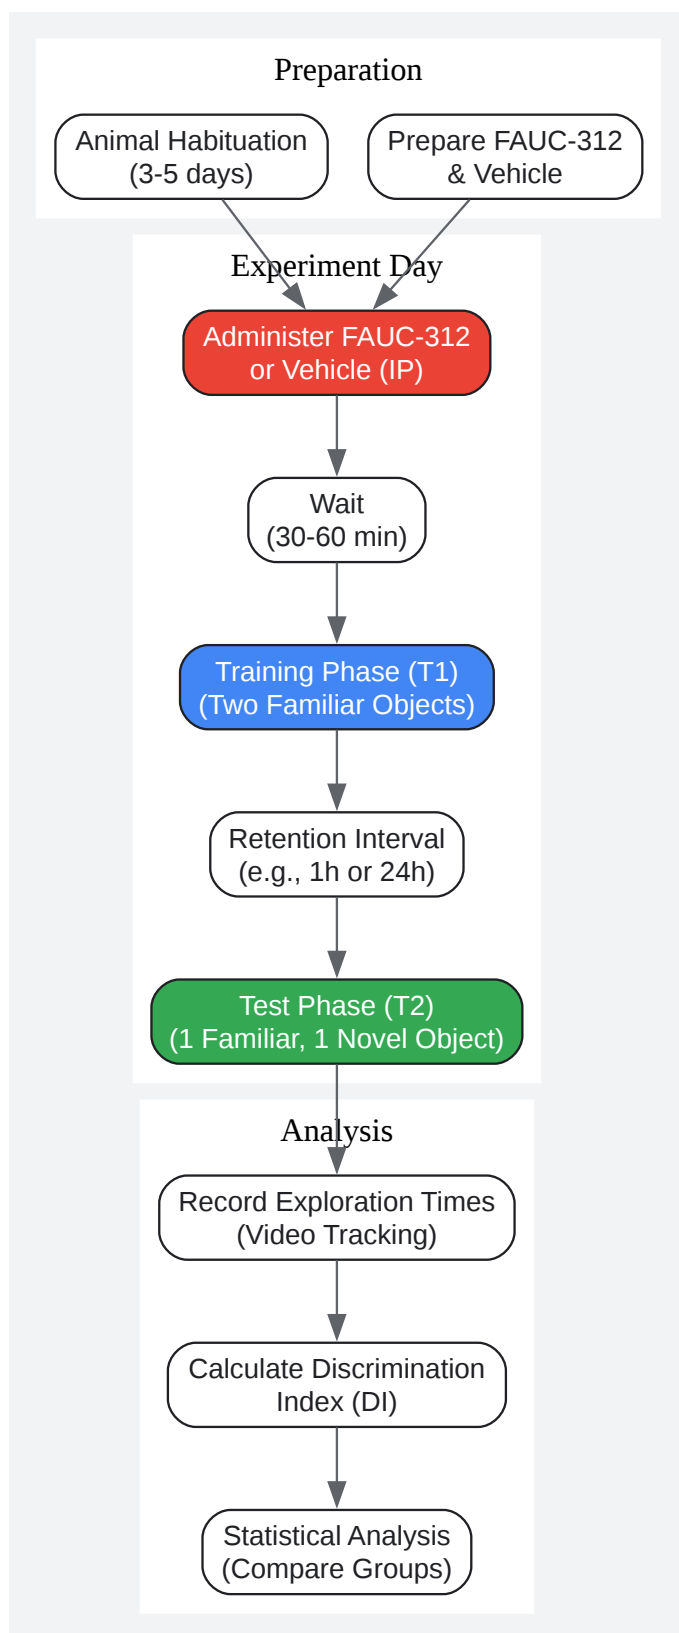 Preparation
Animal Habituation
(3-5 days)
Prepare FAUC-312
& Vehicle
Experiment Day
Administer FAUC-312
or Vehicle (IP)
Wait
(30-60 min)
Training Phase (T1)
(Two Familiar Objects)
Retention Interval
(e.g., 1h or 24h)
Test Phase (T2)
(1 Familiar, 1 Novel Object)
Analysis
Record Exploration Times
(Video Tracking)
Calculate Discrimination
Index (DI)
Statistical Analysis
(Compare Groups)